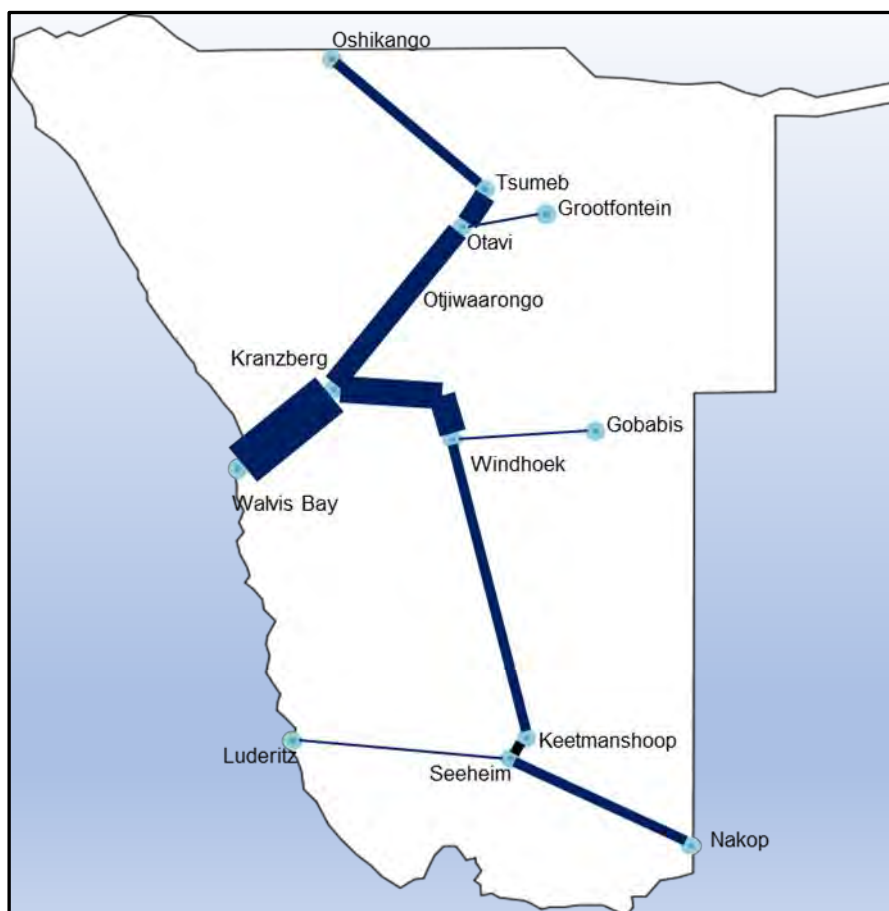 Oshikango
Tsumeb
Grootfontein
Otavi
Otjiwaarongo
Kranzberg
Gobabis
Windhoek
Walvis Bay
Keetmanshoop
Luderitz
Seeheim
Nakop